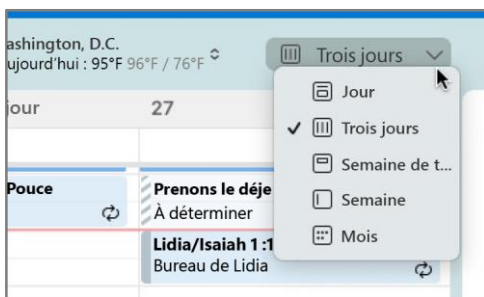 ashington, D.C.
ujourd'hui : 95°F 96°F / 76°F
Trois jours
jour
27
Jour
Trois jours
Semaine de t...
Semaine
Mois
Pouce
Prenons le déje
À déterminer
Lidia/Isaiah 1 :1
Bureau de Lidia